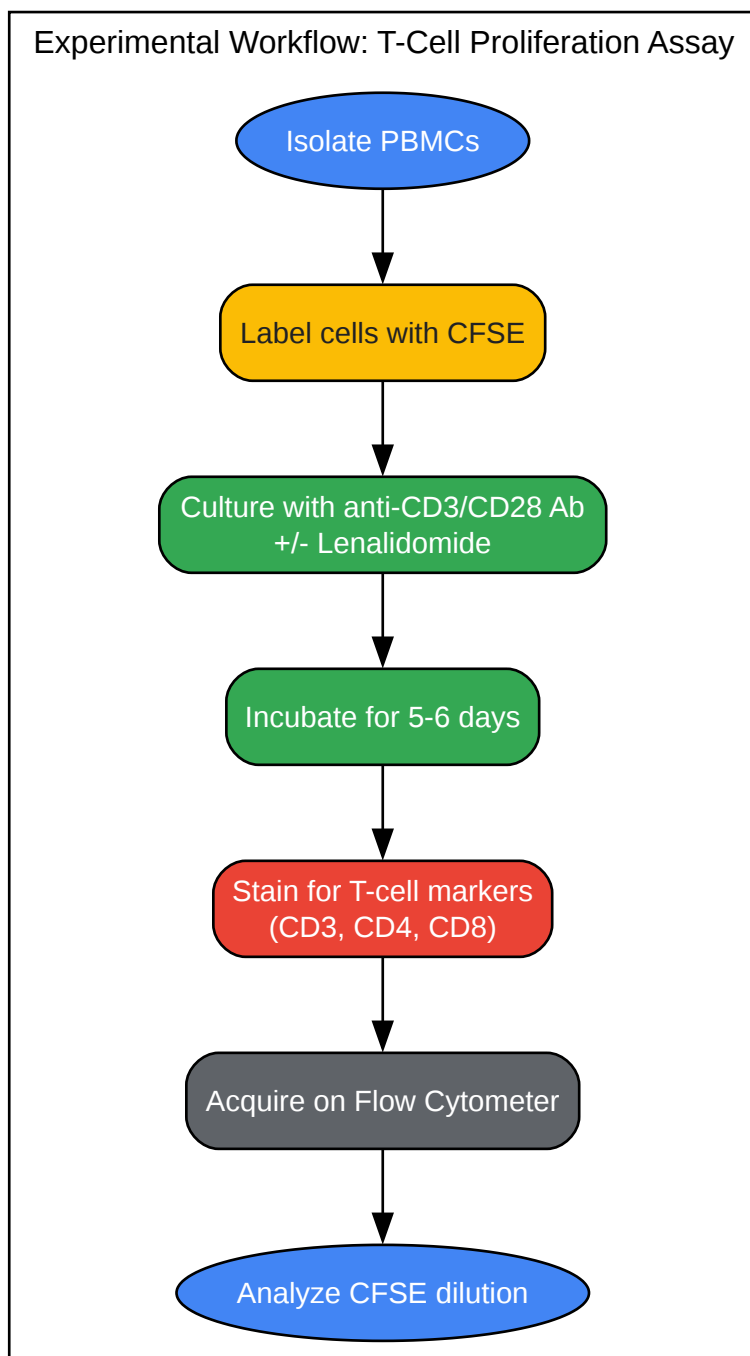 Experimental Workflow: T-Cell Proliferation Assay
Isolate PBMCs
Label cells with CFSE
Culture with anti-CD3/CD28 Ab
+/- Lenalidomide
Incubate for 5-6 days
Stain for T-cell markers
(CD3, CD4, CD8)
Acquire on Flow Cytometer
Analyze CFSE dilution